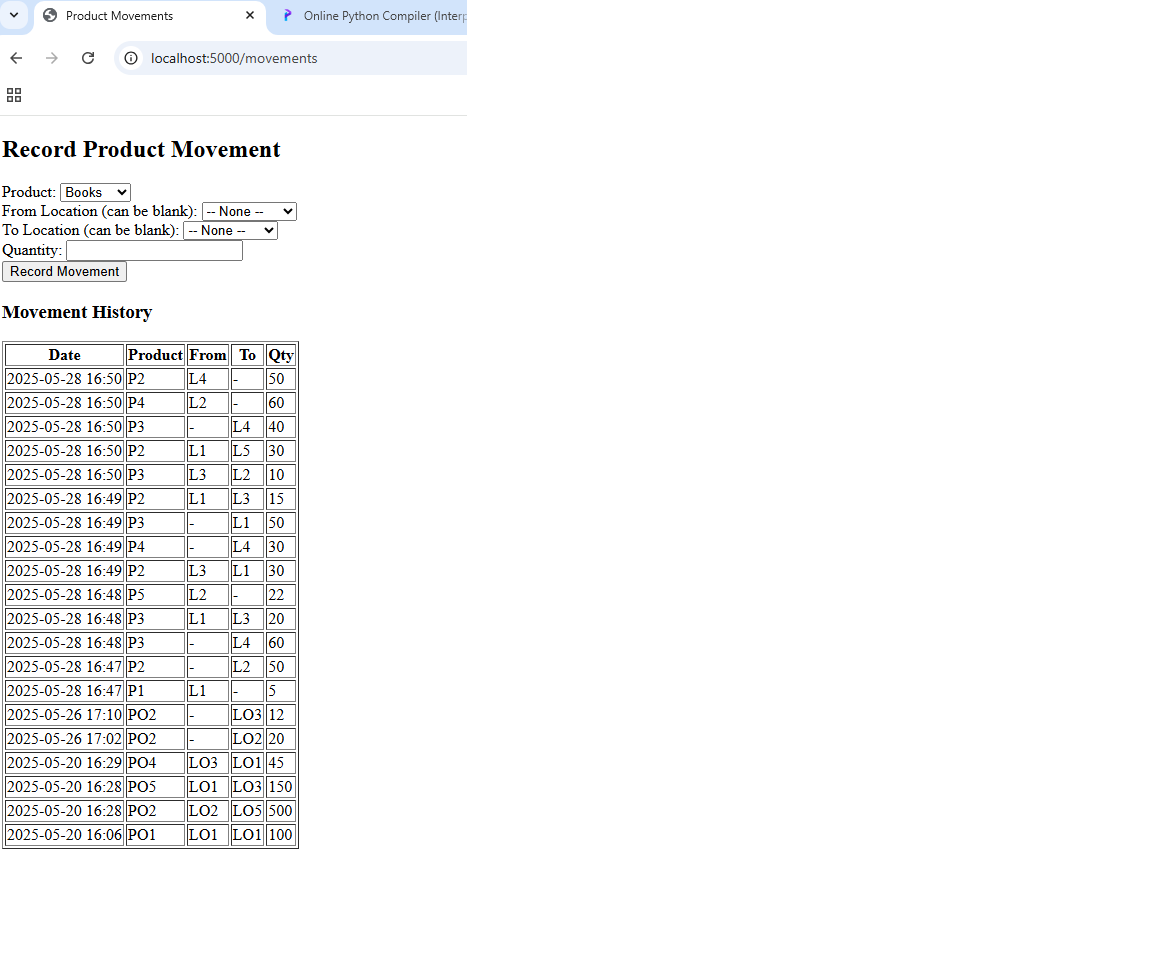 Product Movements
Online Python Compiler (Interp
localhost:5000/movements
Record Product Movement
Product: Books
From Location (can be blank): -- None --
To Location (can be blank): -- None --
Quantity:
Record Movement
Movement History
Date Product From To Qty
2025-05-28 16:50 P2 L4 - 50
2025-05-28 16:50 P4 L2 - 60
2025-05-28 16:50 P3 - L4 40
2025-05-28 16:50 P2 L1 L5 30
2025-05-28 16:50 P3 L3 L2 10
2025-05-28 16:49 P2 L1 L3 15
2025-05-28 16:49 P3 - L1 50
2025-05-28 16:49 P4 - L4 30
2025-05-28 16:49 P2 L3 L1 30
2025-05-28 16:48 P5 L2 - 22
2025-05-28 16:48 P3 L1 L3 20
2025-05-28 16:48 P3 - L4 60
2025-05-28 16:47 P2 - L2 50
2025-05-28 16:47 P1 L1 - 5
2025-05-26 17:10 PO2 - LO3 12
2025-05-26 17:02 PO2 - LO2 20
2025-05-20 16:29 PO4 LO3 LO1 45
2025-05-20 16:28 PO5 LO1 LO3 150
2025-05-20 16:28 PO2 LO2 LO5 500
2025-05-20 16:06 PO1 LO1 LO1 100